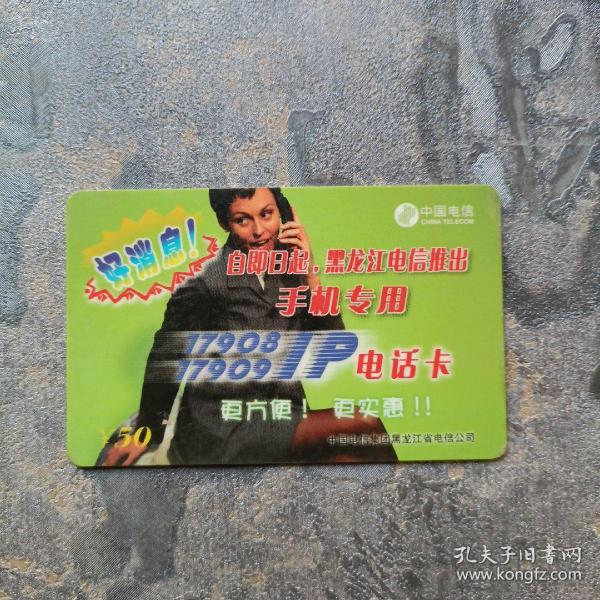 中国电信
CHINA TELECOM
好消息!
自即日起,黑龙江电信推出
手机专用
17908
17909 IP电话卡
更方便! 更实惠!!
¥50
中国电信集团黑龙江省电信公司
孔夫子旧書网
www.kongfz.com